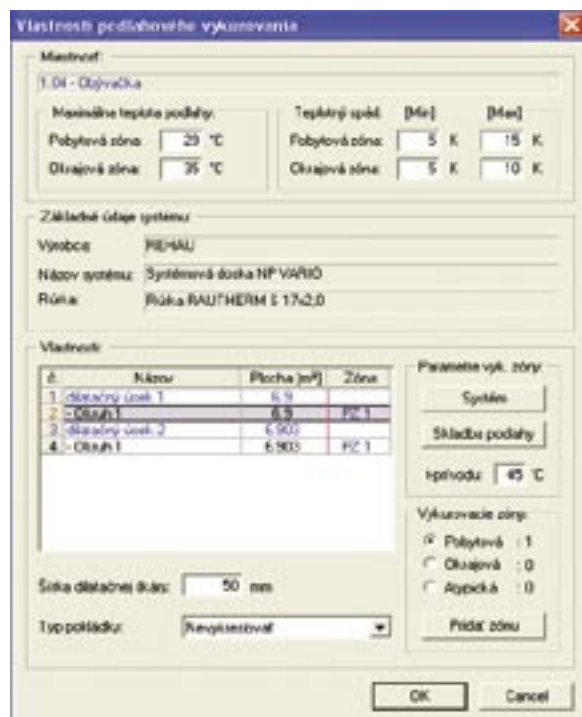 Vlastnosti podlahového vykurovania
Miestnosť:
1.04 - Obývačka
Maximálna teplota podlahy:
Pobytová zóna: 29 °C
Okrajová zóna: 35 °C
Teplotný spád: [Min] [Max]
Pobytová zóna: 5 K 15 K
Okrajová zóna: 5 K 10 K
Základné údaje systému:
Výrobca: REHAU
Názov systému: Systémová doska NP VARIO
Rúrka: Rúrka RAUTHERM S 17x2,0
Vlastnosti:
č. Názov Plocha [m²] Zóna
1 dilatačný úsek 1 6.9
2 - Okruh 1 6.9 PZ 1
3 dilatačný úsek 2 6.903
4 - Okruh 1 6.903 PZ 1
Parametre vyk. zóny:
Systém
Skladba podlahy
t-prívodu: 45 °C
Vykurovacie zóny:
Pobytová : 1
Okrajová : 0
Atypická : 0
Pridať zónu
Šírka dilatačnej škáry: 50 mm
Typ pokládky: Nevykresľovať
OK Cancel